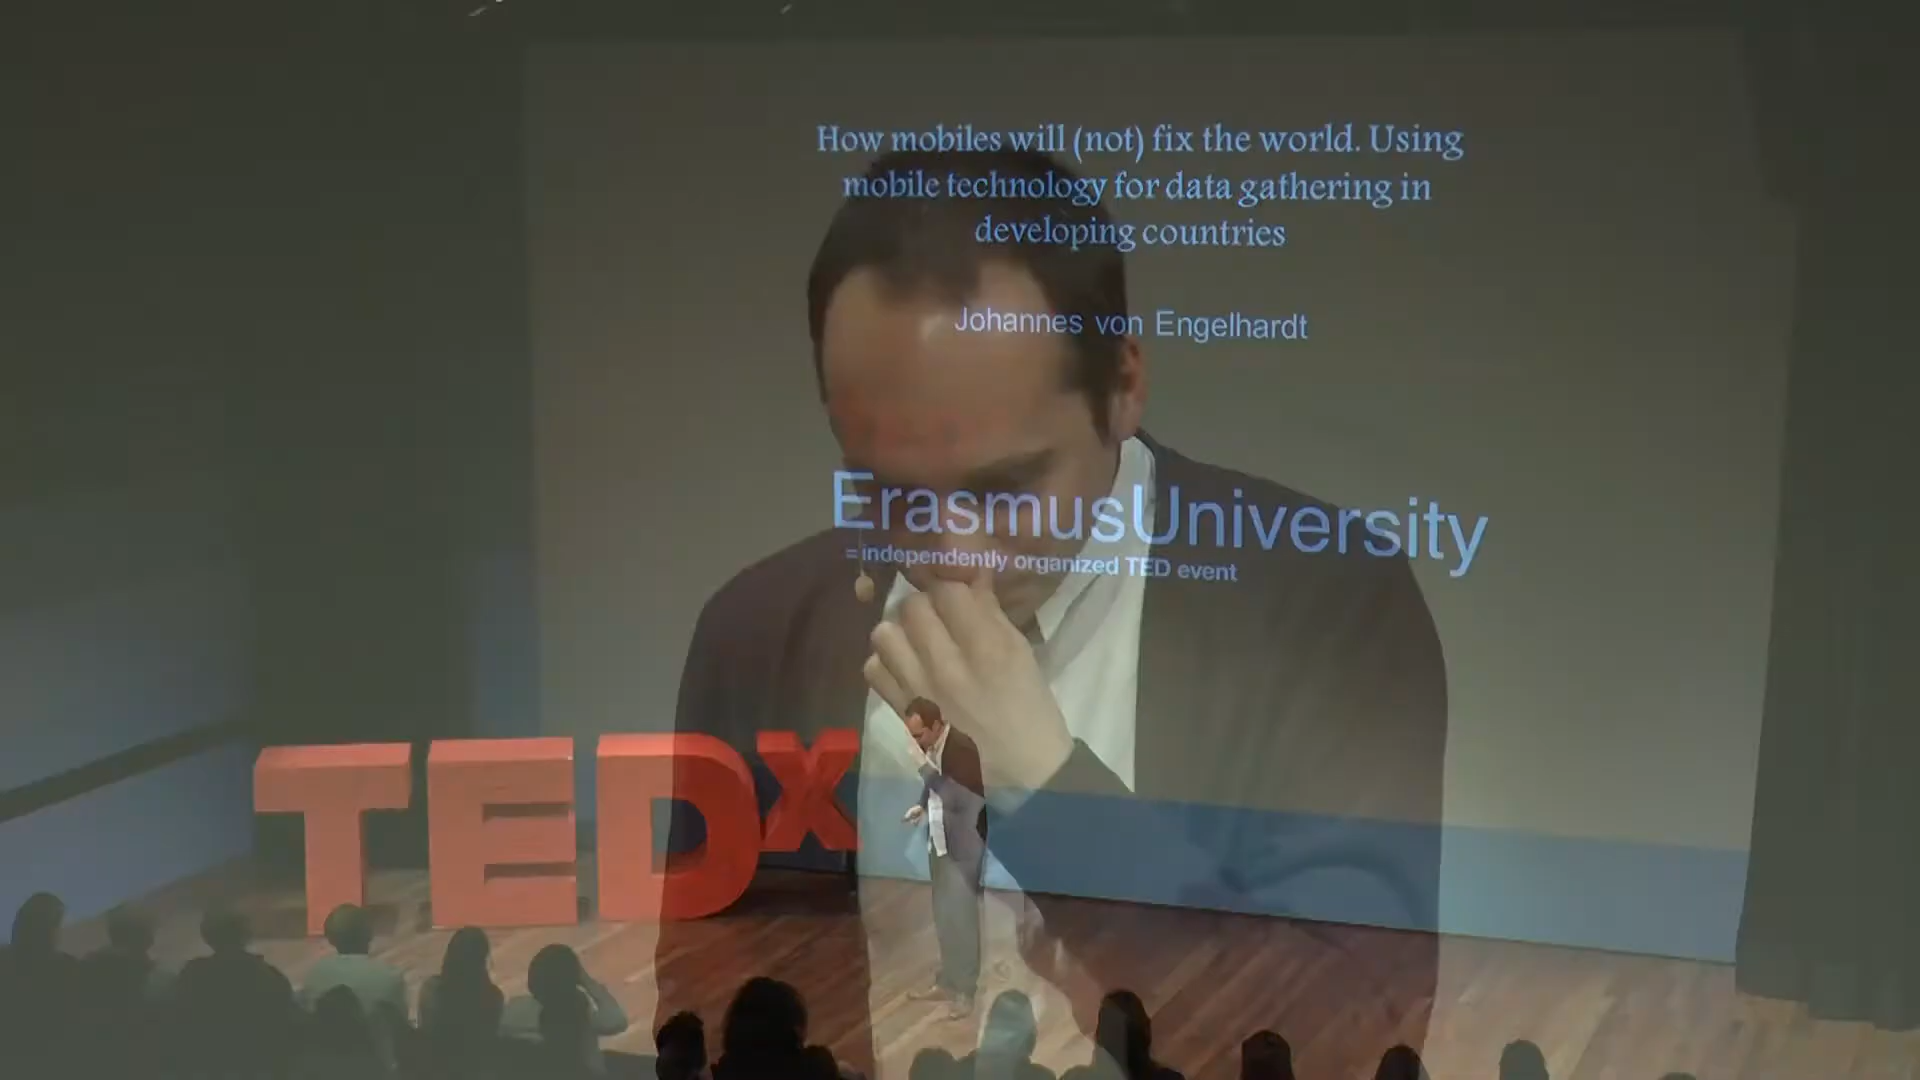 How mobiles will (not) fix the world. Using
mobile technology for data gathering in
developing countries
Johannes von Engelhardt
ErasmusUniversity
= independently organized TED event
TEDx